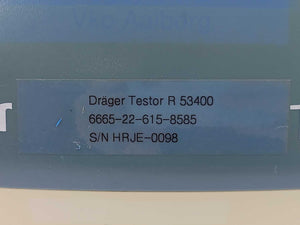 Dräger Testor R 53400
6665-22-615-8585
S/N HRJE-0098